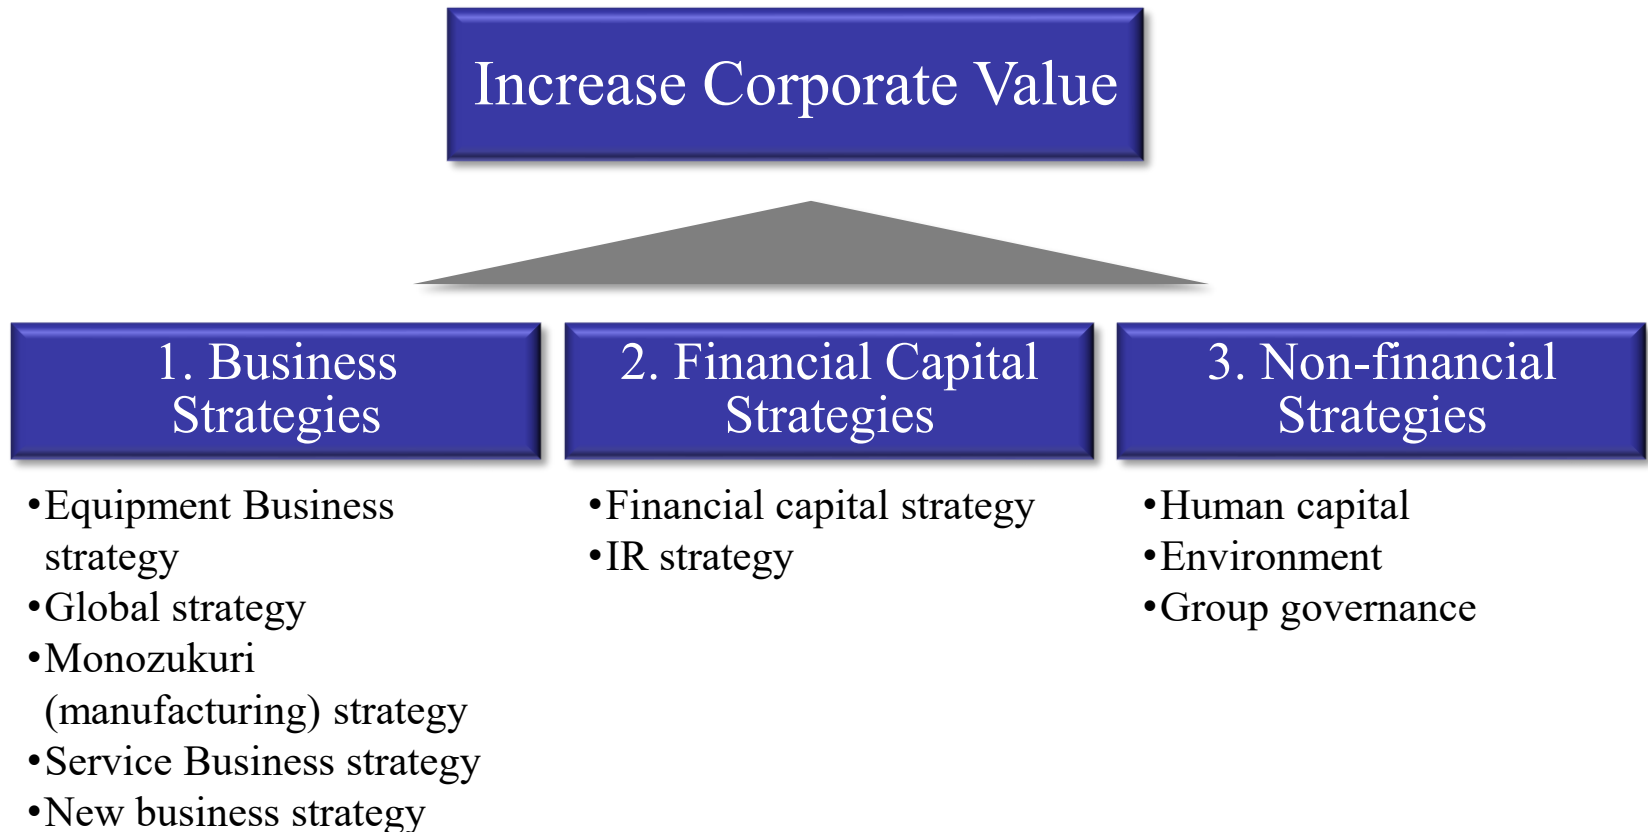 Increase Corporate Value
1. Business
Strategies
•Equipment Business
strategy
•Global strategy
•Monozukuri
(manufacturing) strategy
•Service Business strategy
•New business strategy
2. Financial Capital
Strategies
•Financial capital strategy
•IR strategy
3. Non-financial
Strategies
•Human capital
•Environment
•Group governance